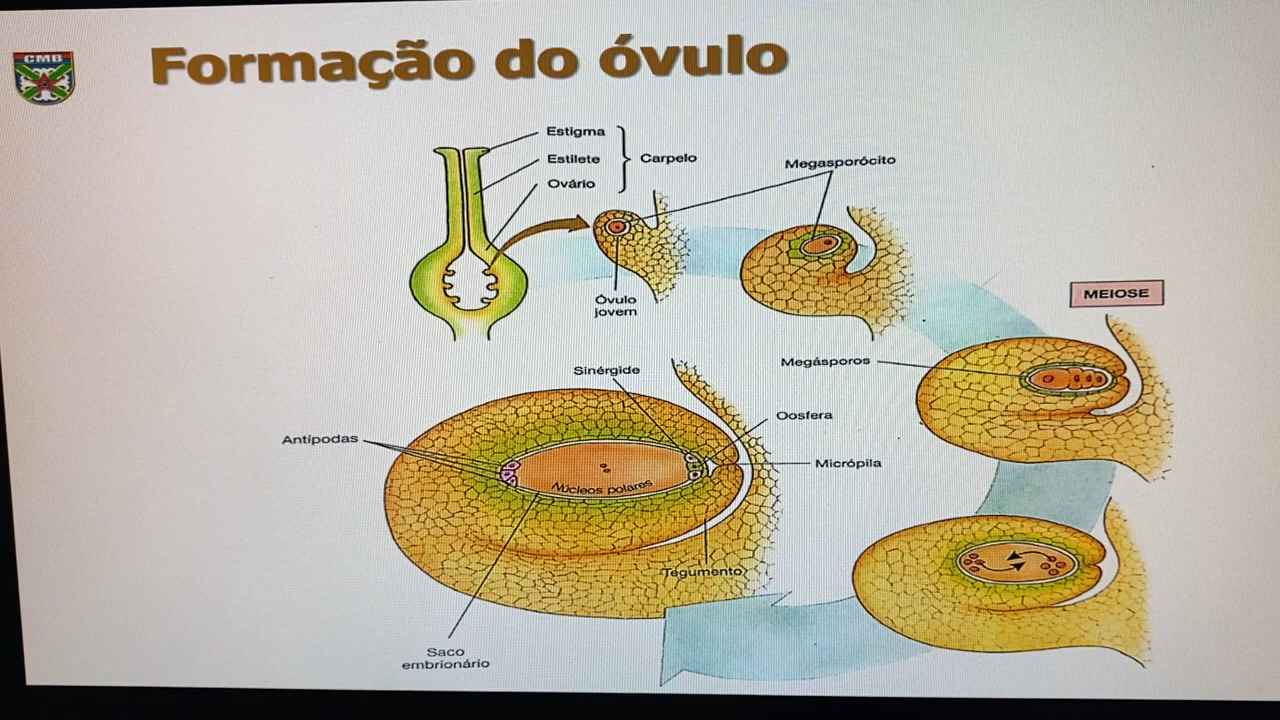 CMB
Formação do óvulo
Estigma
Estilete
Ovário
Carpelo
Megasporócito
Óvulo
jovem
MEIOSE
Megásporos
Sinérgide
Oosfera
Antípodas
Micrópila
Núcleos polares
Tegumento
Saco
embrionário